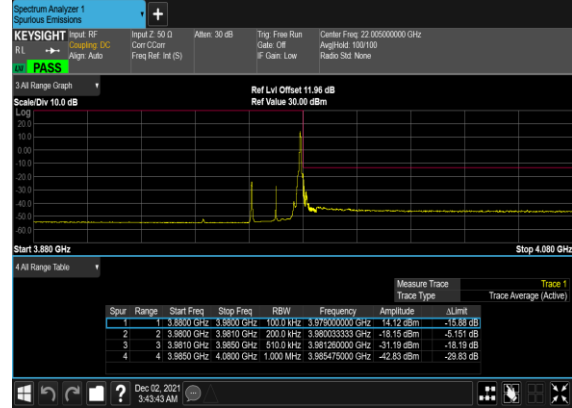 Spectrum Analyzer 1
Spurious Emissions
+
KEYSIGHT Input: RF Input Z: 50 Ω Atten: 30 dB Trig: Free Run Center Freq: 22.005000000 GHz
RL Coupling: DC Corr CCorr Gate: Off Avg|Hold: 100/100
Align: Auto Freq Ref: Int (S) IF Gain: Low Radio Std: None
PASS
3 All Range Graph
Ref Lvl Offset 11.96 dB
Scale/Div 10.0 dB Ref Value 30.00 dBm
Log
20.0
10.0
0.00
-10.0
-20.0
-30.0
-40.0
-50.0
-60.0
Start 3.880 GHz Stop 4.080 GHz
4 All Range Table
Measure Trace Trace 1
Trace Type Trace Average (Active)
Spur Range Start Freq Stop Freq RBW Frequency Amplitude ΔLimit
1 1 3.8800 GHz 3.9800 GHz 100.0 kHz 3.979000000 GHz 14.12 dBm -15.88 dB
2 2 3.9800 GHz 3.9810 GHz 200.0 kHz 3.980033333 GHz -18.15 dBm -5.151 dB
3 3 3.9810 GHz 3.9850 GHz 510.0 kHz 3.981260000 GHz -31.19 dBm -18.19 dB
4 4 3.9850 GHz 4.0800 GHz 1.000 MHz 3.985475000 GHz -42.83 dBm -29.83 dB
? Dec 02, 2021
3:43:43 AM